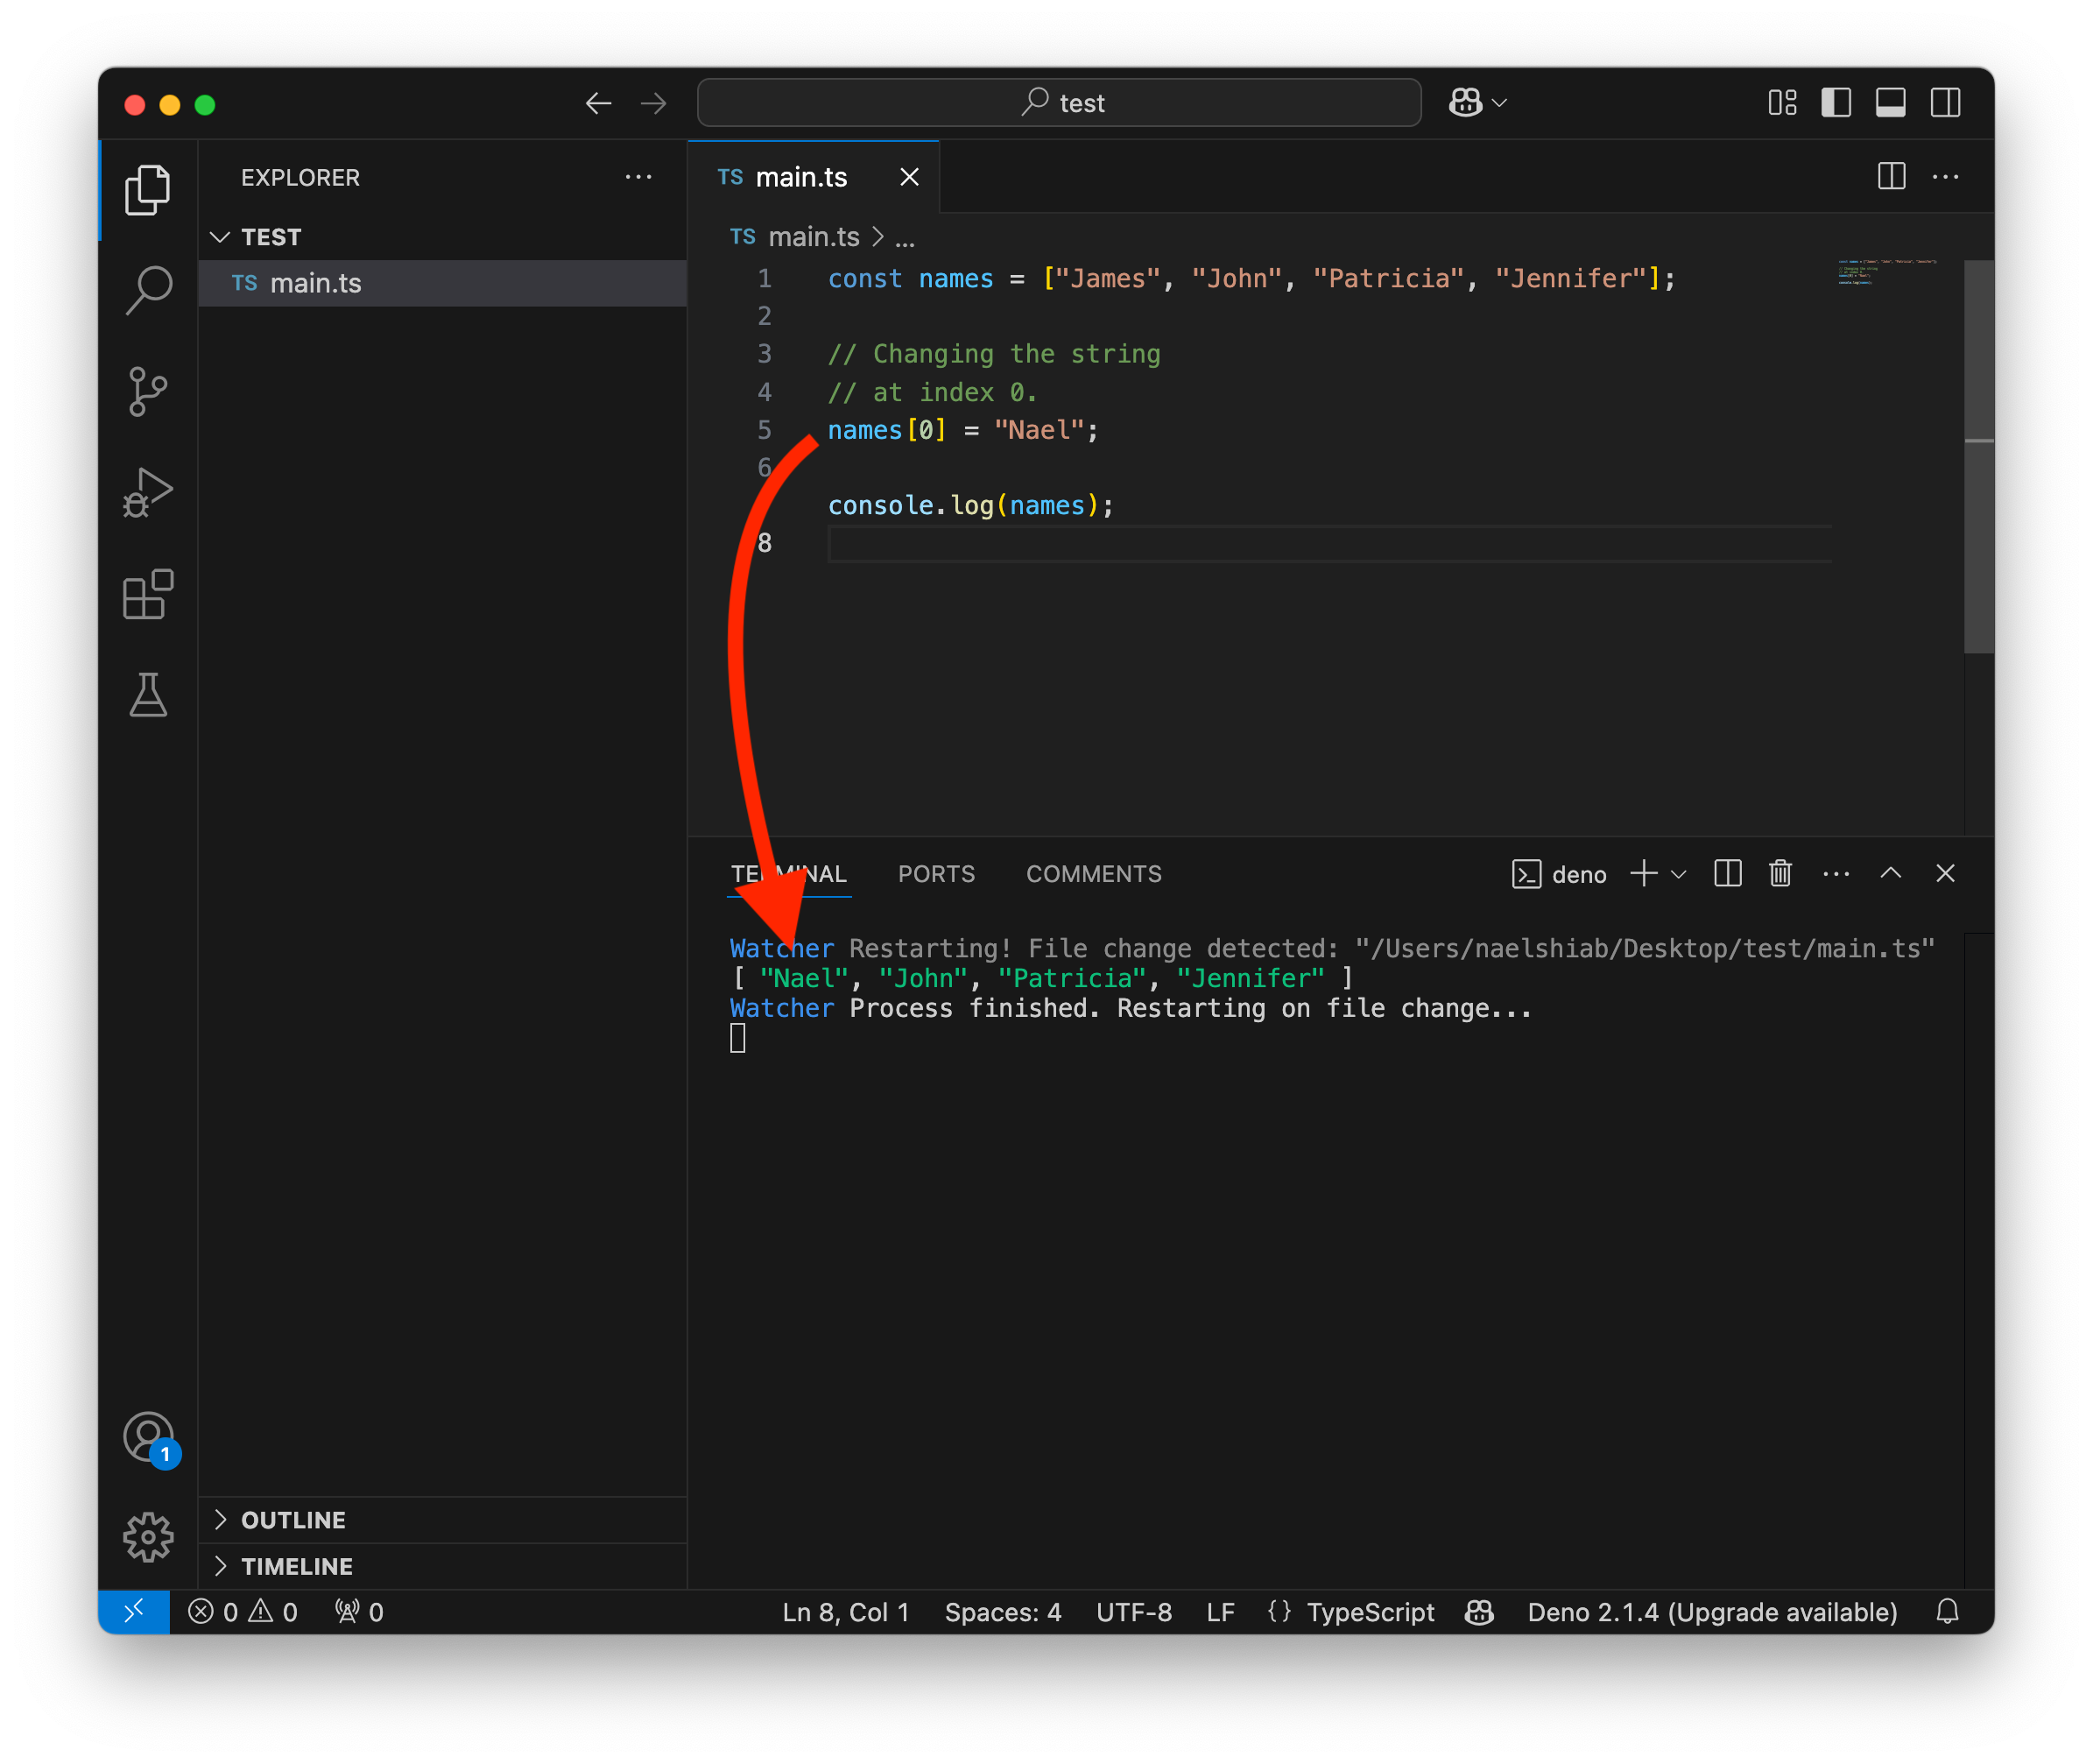 test
EXPLORER
TEST
TS main.ts
TS main.ts
TS main.ts > ...
1 const names = ["James", "John", "Patricia", "Jennifer"];
2
3 // Changing the string
4 // at index 0.
5 names[0] = "Nael";
6
console.log(names);
8
TERMINAL PORTS COMMENTS deno
Watcher Restarting! File change detected: "/Users/naelshiab/Desktop/test/main.ts"
[ "Nael", "John", "Patricia", "Jennifer" ]
Watcher Process finished. Restarting on file change...
1
OUTLINE
TIMELINE
0 0 0 Ln 8, Col 1 Spaces: 4 UTF-8 LF {} TypeScript Deno 2.1.4 (Upgrade available)